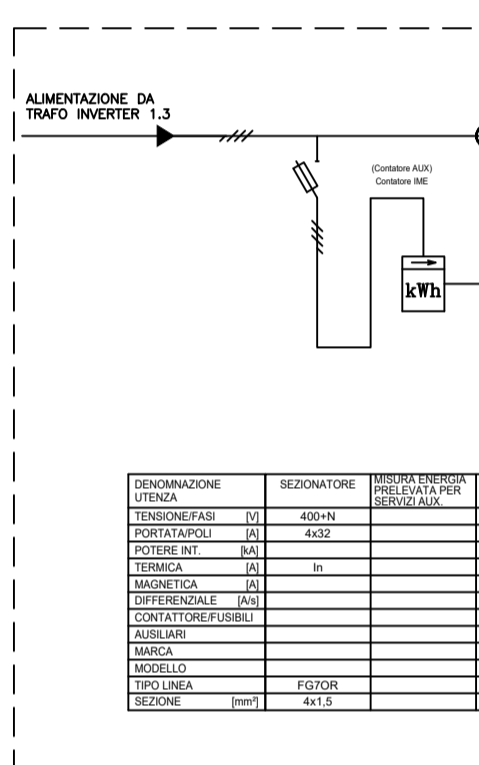 ALIMENTAZIONE DA
TRAFO INVERTER 1.3
(Contatore AUX)
Contatore IME
kWh
DENOMNAZIONE
UTENZA
SEZIONATORE
MISURA ENERGIA
PRELEVATA PER
SERVIZI AUX.
TENSIONE/FASI [V] 400+N
PORTATA/POLI [A] 4x32
POTERE INT. [kA]
TERMICA [A] In
MAGNETICA [A]
DIFFERENZIALE [A/s]
CONTATTORE/FUSIBILI
AUSILIARI
MARCA
MODELLO
TIPO LINEA FG7OR
SEZIONE [mm²] 4x1,5